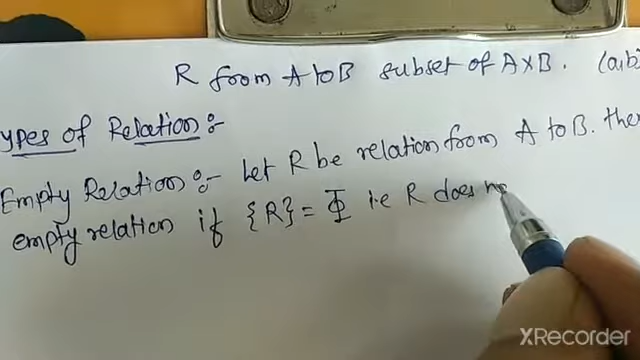 R from A to B subset of A×B. (a,b)
ypes of Relation :-
Empty Relation :- Let R be relation from A to B. then
empty relation if {R} = Φ i.e R does no
XRecorder